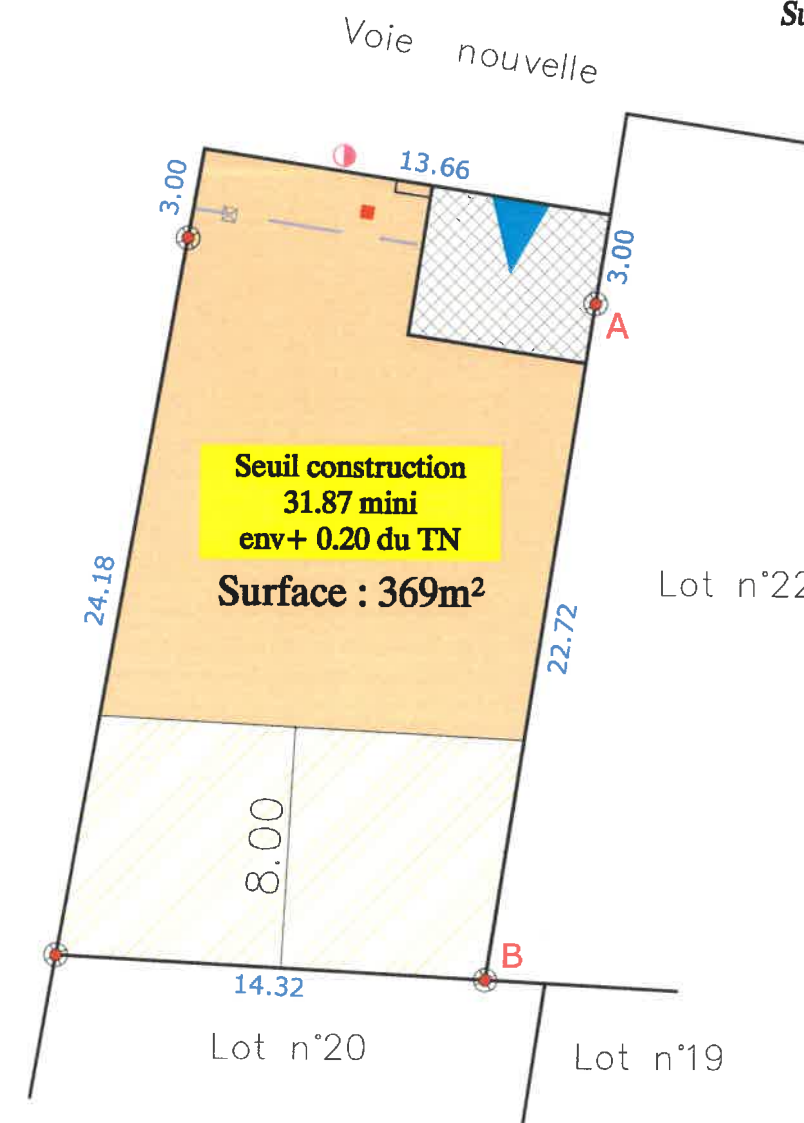 Su
Voie nouvelle
13.66
3.00
3.00
A
Seuil construction
31.87 mini
env+ 0.20 du TN
Surface : 369m²
24.18
22.72
Lot n°22
8.00
B
14.32
Lot n°20
Lot n°19